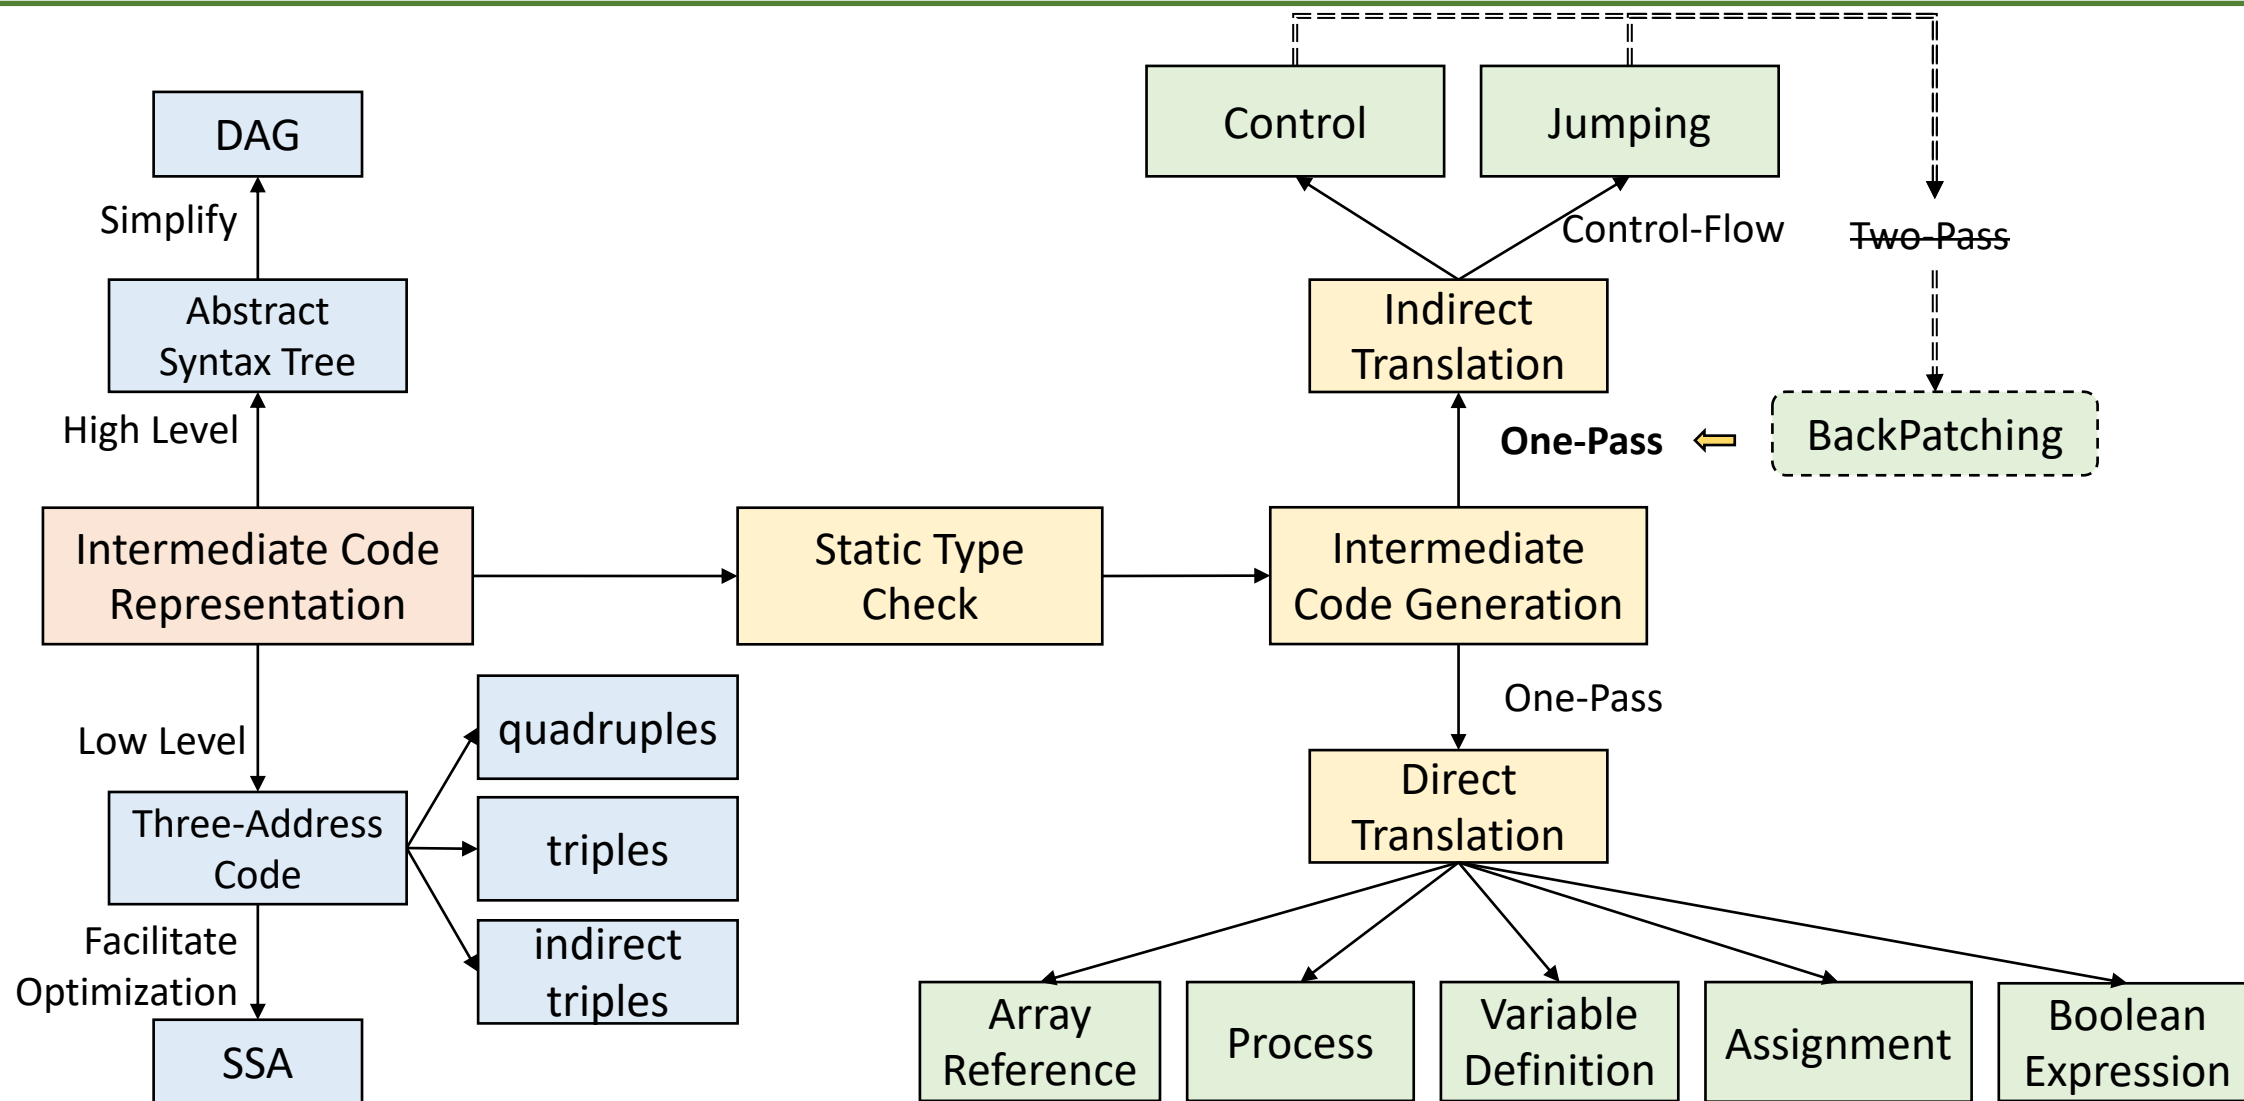 Control
Jumping
DAG
Simplify
Control-Flow
Two-Pass
Abstract
Syntax Tree
Indirect
Translation
High Level
One-Pass
BackPatching
Intermediate Code
Representation
Static Type
Check
Intermediate
Code Generation
One-Pass
Low Level
quadruples
triples
indirect
triples
Three-Address
Code
Direct
Translation
Facilitate
Optimization
SSA
Array
Reference
Process
Variable
Definition
Assignment
Boolean
Expression